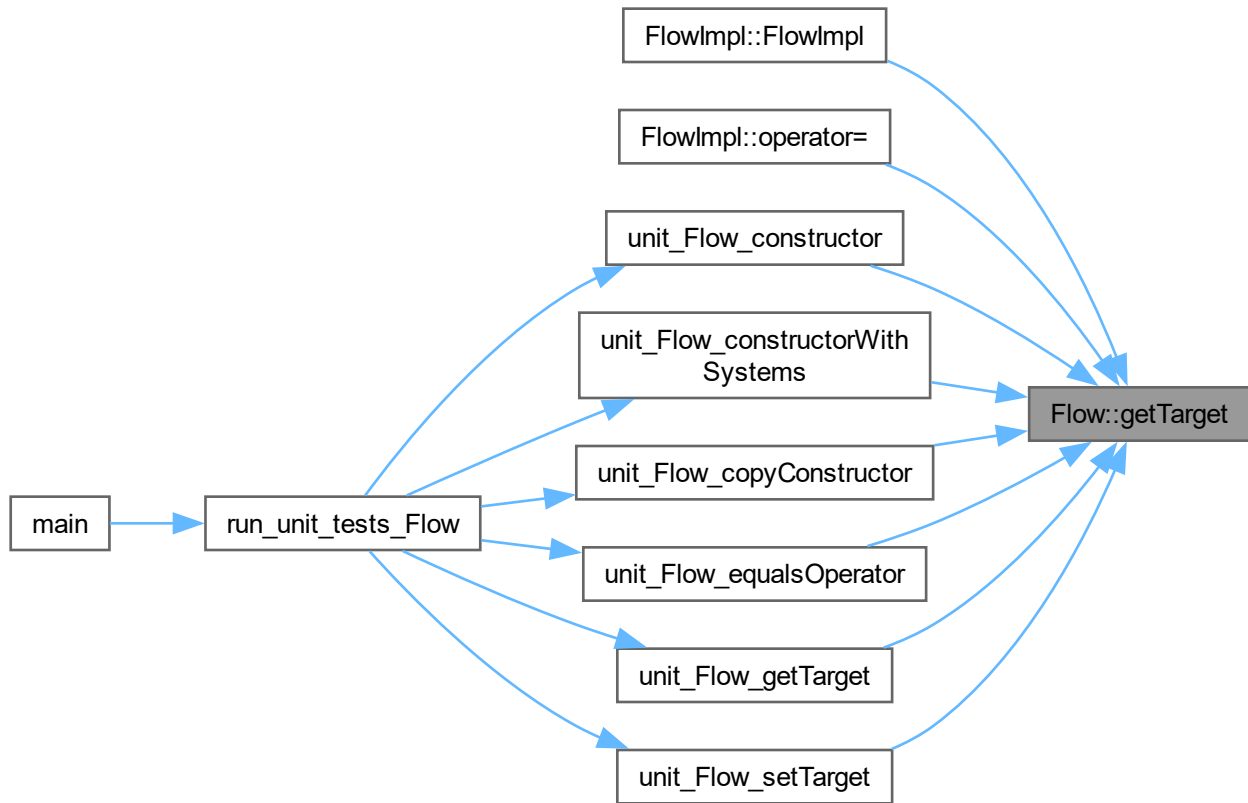 FlowImpl::FlowImpl
FlowImpl::operator=
unit_Flow_constructor
unit_Flow_constructorWith
Systems
Flow::getTarget
unit_Flow_copyConstructor
main
run_unit_tests_Flow
unit_Flow_equalsOperator
unit_Flow_getTarget
unit_Flow_setTarget